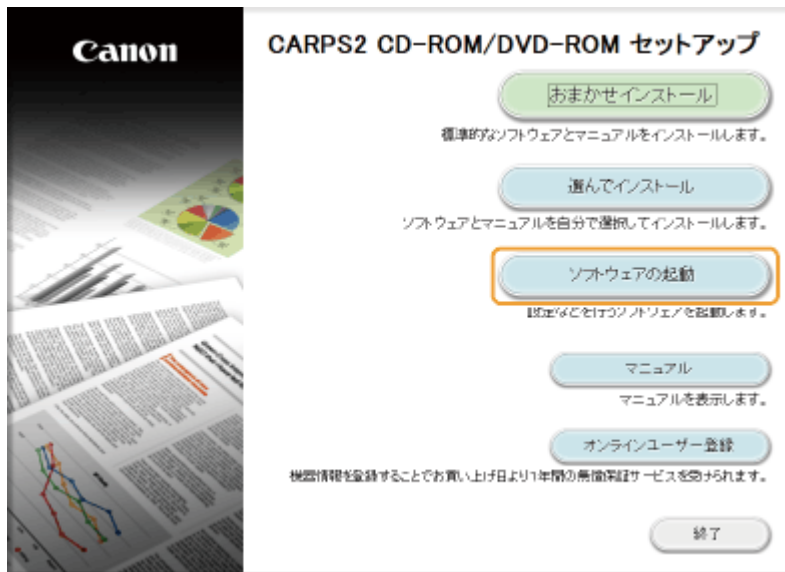 Canon
CARPS2 CD-ROM/DVD-ROM セットアップ
おまかせインストール
標準的なソフトウェアとマニュアルをインストールします。
選んでインストール
ソフトウェアとマニュアルを自分で選択してインストールします。
ソフトウェアの起動
設定などを行うソフトウェアを起動します。
マニュアル
マニュアルを表示します。
オンラインユーザー登録
機器情報を登録することでお買い上げ日より1年間の無償保証サービスを受けられます。
終了